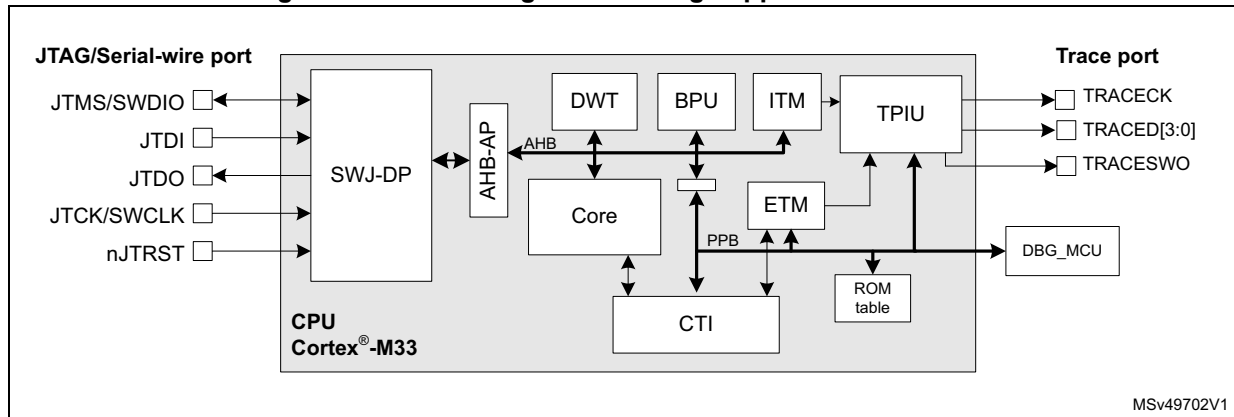 JTAG/Serial-wire port
Trace port
JTMS/SWDIO
JTDI
JTDO
JTCK/SWCLK
nJTRST
SWJ-DP
AHB-AP
AHB
DWT
BPU
ITM
TPIU
TRACECK
TRACED[3:0]
TRACESWO
Core
ETM
PPB
DBG_MCU
ROM
table
CTI
CPU
Cortex®-M33
MSv49702V1